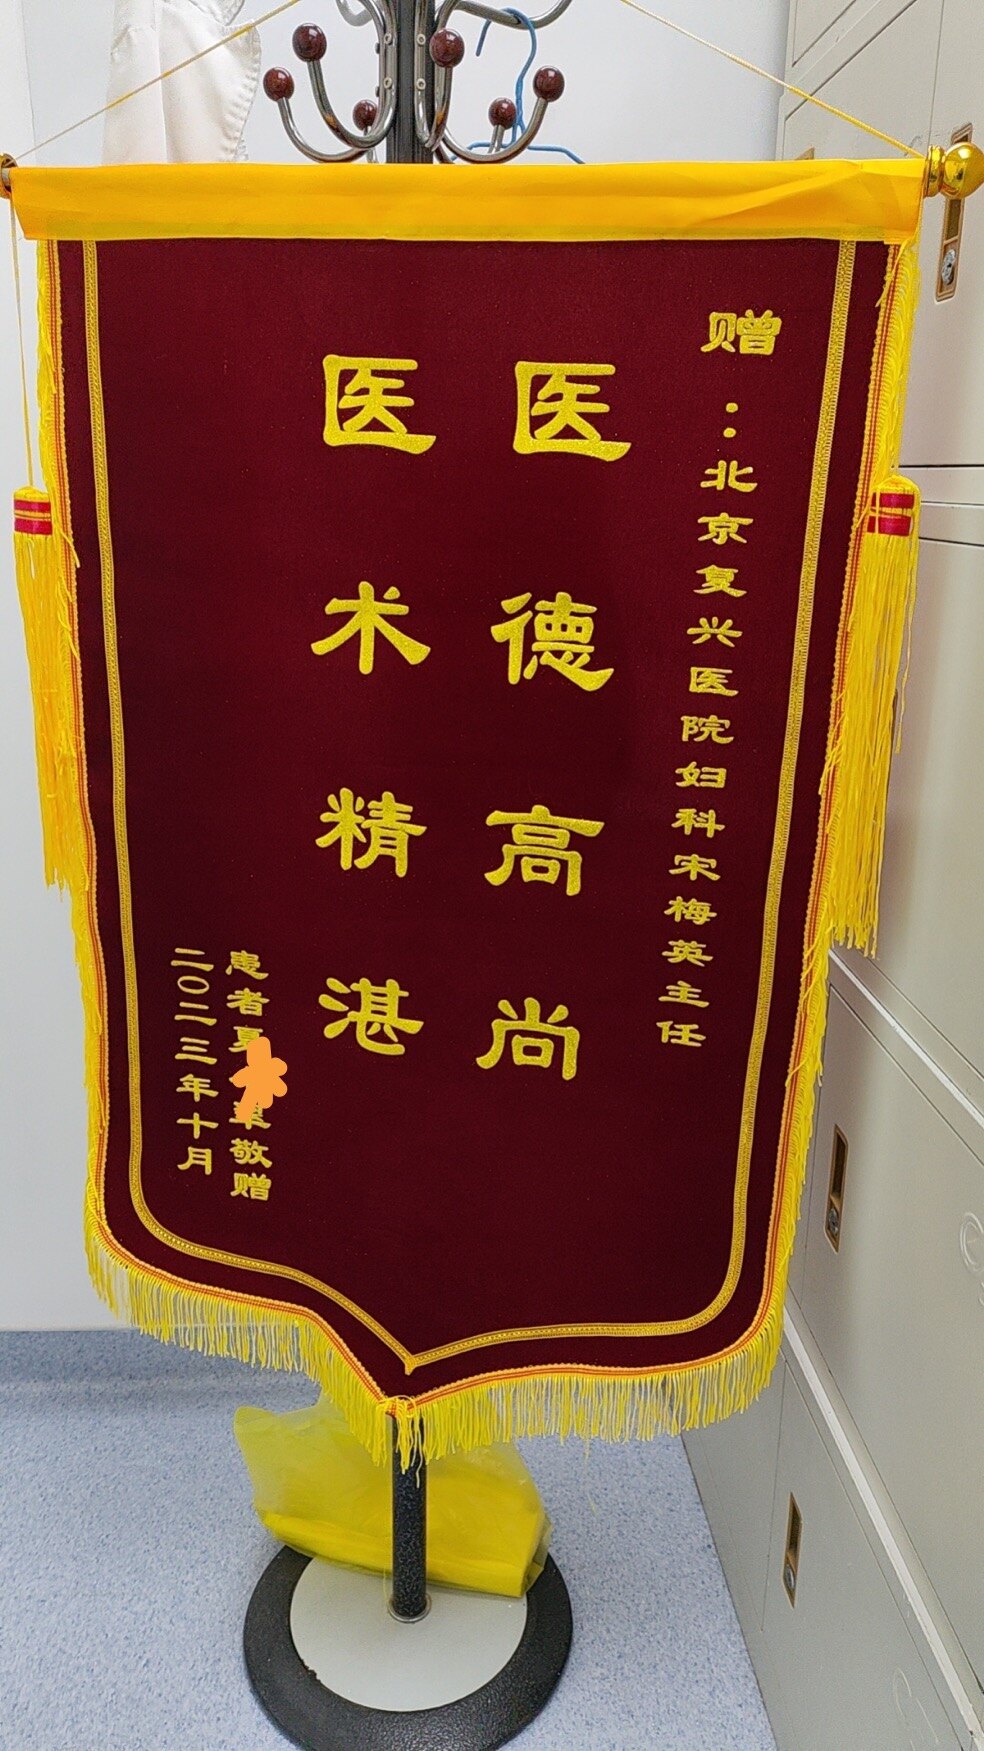 赠：北京复兴医院妇科宋梅英主任
医德高尚
医术精湛
患者夏 敬赠
二〇二三年十月